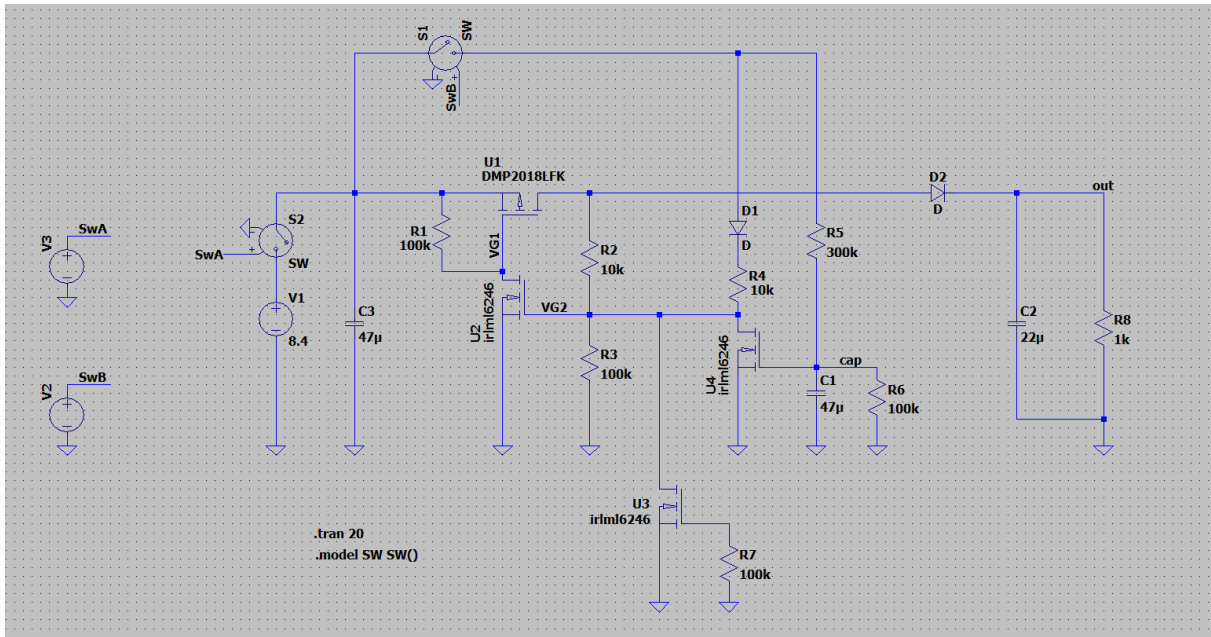 S1
SW
SwB
+
U1
DMP2018LFK
D2
D
out
V3
SwA
+
S2
SwA
+
SW
R1
100k
VG1
R2
10k
D1
D
R5
300k
R4
10k
V1
8.4
C3
47µ
U2
irlml6246
VG2
R3
100k
U4
irlml6246
cap
C1
47µ
R6
100k
C2
22µ
R8
1k
V2
SwB
+
U3
irlml6246
R7
100k
.tran 20
.model SW SW()